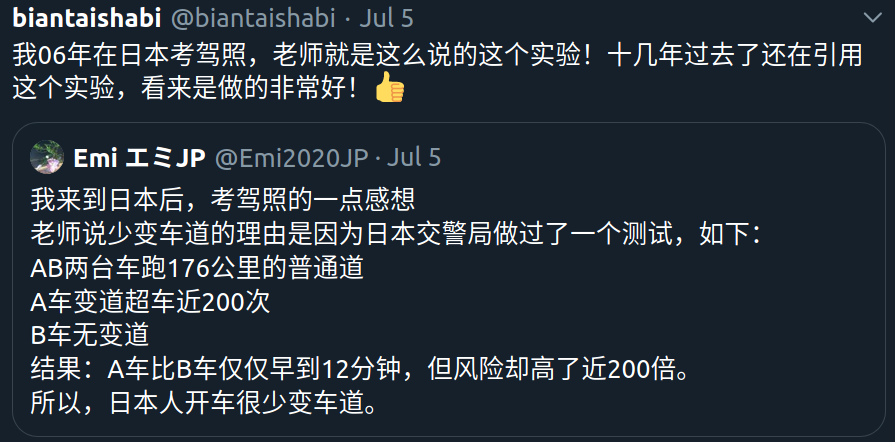 biantaishabi @biantaishabi · Jul 5
我06年在日本考驾照，老师就是这么说的这个实验！十几年过去了还在引用
这个实验，看来是做的非常好！👍
Emi エミJP @Emi2020JP · Jul 5
我来到日本后，考驾照的一点感想
老师说少变车道的理由是因为日本交警局做过了一个测试，如下：
AB两台车跑176公里的普通道
A车变道超车近200次
B车无变道
结果：A车比B车仅仅早到12分钟，但风险却高了近200倍。
所以，日本人开车很少变车道。